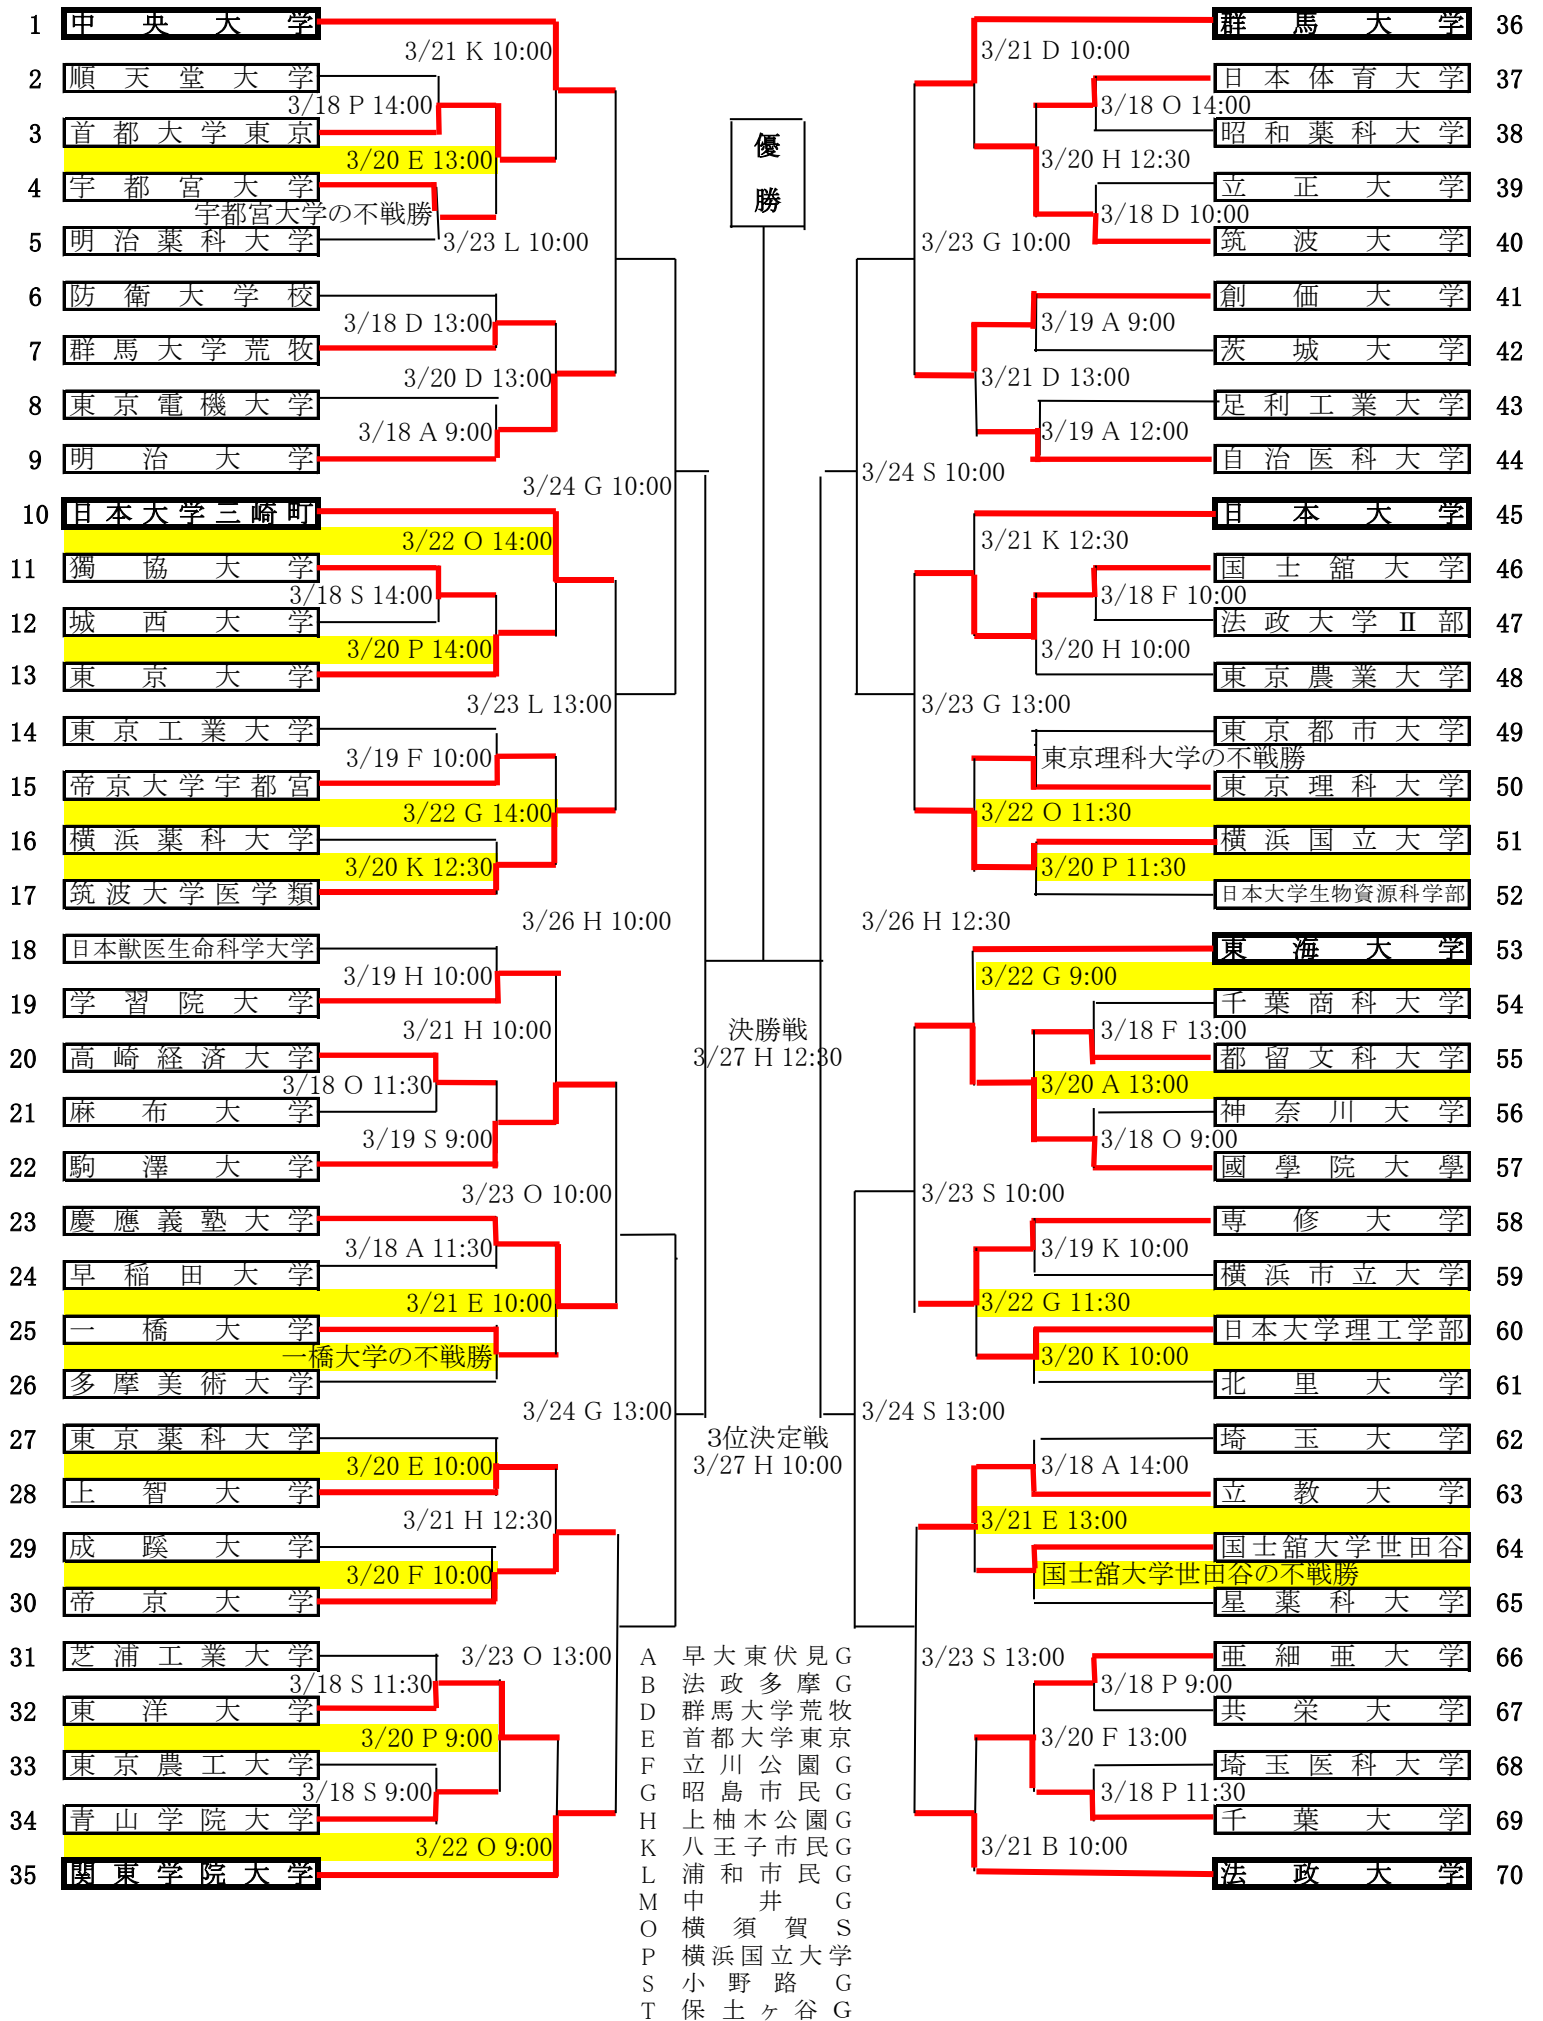 1 中央大学
3/21 K 10:00
2 順天堂大学
3/18 P 14:00
3 首都大学東京
3/20 E 13:00
4 宇都宮大学
宇都宮大学の不戦勝
5 明治薬科大学
3/23 L 10:00
6 防衛大学校
3/18 D 13:00
7 群馬大学荒牧
3/20 D 13:00
8 東京電機大学
3/18 A 9:00
9 明治大学
3/24 G 10:00
10 日本大学三崎町
3/22 O 14:00
11 獨協大学
3/18 S 14:00
12 城西大学
3/20 P 14:00
13 東京大学
3/23 L 13:00
14 東京工業大学
3/19 F 10:00
15 帝京大学宇都宮
3/22 G 14:00
16 横浜薬科大学
3/20 K 12:30
17 筑波大学医学類
3/26 H 10:00
18 日本獣医生命科学大学
3/19 H 10:00
19 学習院大学
3/21 H 10:00
20 高崎経済大学
3/18 O 11:30
21 麻布大学
3/19 S 9:00
22 駒澤大学
3/23 O 10:00
23 慶應義塾大学
3/18 A 11:30
24 早稲田大学
3/21 E 10:00
25 一橋大学
一橋大学の不戦勝
26 多摩美術大学
3/24 G 13:00
27 東京薬科大学
3/20 E 10:00
28 上智大学
3/21 H 12:30
29 成蹊大学
3/20 F 10:00
30 帝京大学
31 芝浦工業大学
3/23 O 13:00
3/18 S 11:30
32 東洋大学
3/20 P 9:00
33 東京農工大学
3/18 S 9:00
34 青山学院大学
3/22 O 9:00
35 関東学院大学
優
勝
決勝戦
3/27 H 12:30
3位決定戦
3/27 H 10:00
A 早大東伏見G
B 法政多摩G
D 群馬大学荒牧
E 首都大学東京
F 立川公園G
G 昭島市民G
H 上柚木公園G
K 八王子市民G
L 浦和市民G
M 中井G
O 横須賀S
P 横浜国立大学
S 小野路G
T 保土ヶ谷G
群馬大学 36
3/21 D 10:00
日本体育大学 37
3/18 O 14:00
昭和薬科大学 38
3/20 H 12:30
立正大学 39
3/18 D 10:00
筑波大学 40
3/23 G 10:00
創価大学 41
3/19 A 9:00
茨城大学 42
3/21 D 13:00
足利工業大学 43
3/19 A 12:00
自治医科大学 44
3/24 S 10:00
日本大学 45
3/21 K 12:30
国士舘大学 46
3/18 F 10:00
法政大学Ⅱ部 47
3/20 H 10:00
東京農業大学 48
3/23 G 13:00
東京都市大学 49
東京理科大学の不戦勝
東京理科大学 50
3/22 O 11:30
横浜国立大学 51
3/20 P 11:30
日本大学生物資源科学部 52
3/26 H 12:30
東海大学 53
3/22 G 9:00
千葉商科大学 54
3/18 F 13:00
都留文科大学 55
3/20 A 13:00
神奈川大学 56
3/18 O 9:00
國學院大學 57
3/23 S 10:00
専修大学 58
3/19 K 10:00
横浜市立大学 59
3/22 G 11:30
日本大学理工学部 60
3/20 K 10:00
北里大学 61
3/24 S 13:00
埼玉大学 62
3/18 A 14:00
立教大学 63
3/21 E 13:00
国士舘大学世田谷 64
国士舘大学世田谷の不戦勝
星薬科大学 65
3/23 S 13:00
亜細亜大学 66
3/18 P 9:00
共栄大学 67
3/20 F 13:00
埼玉医科大学 68
3/18 P 11:30
千葉大学 69
3/21 B 10:00
法政大学 70